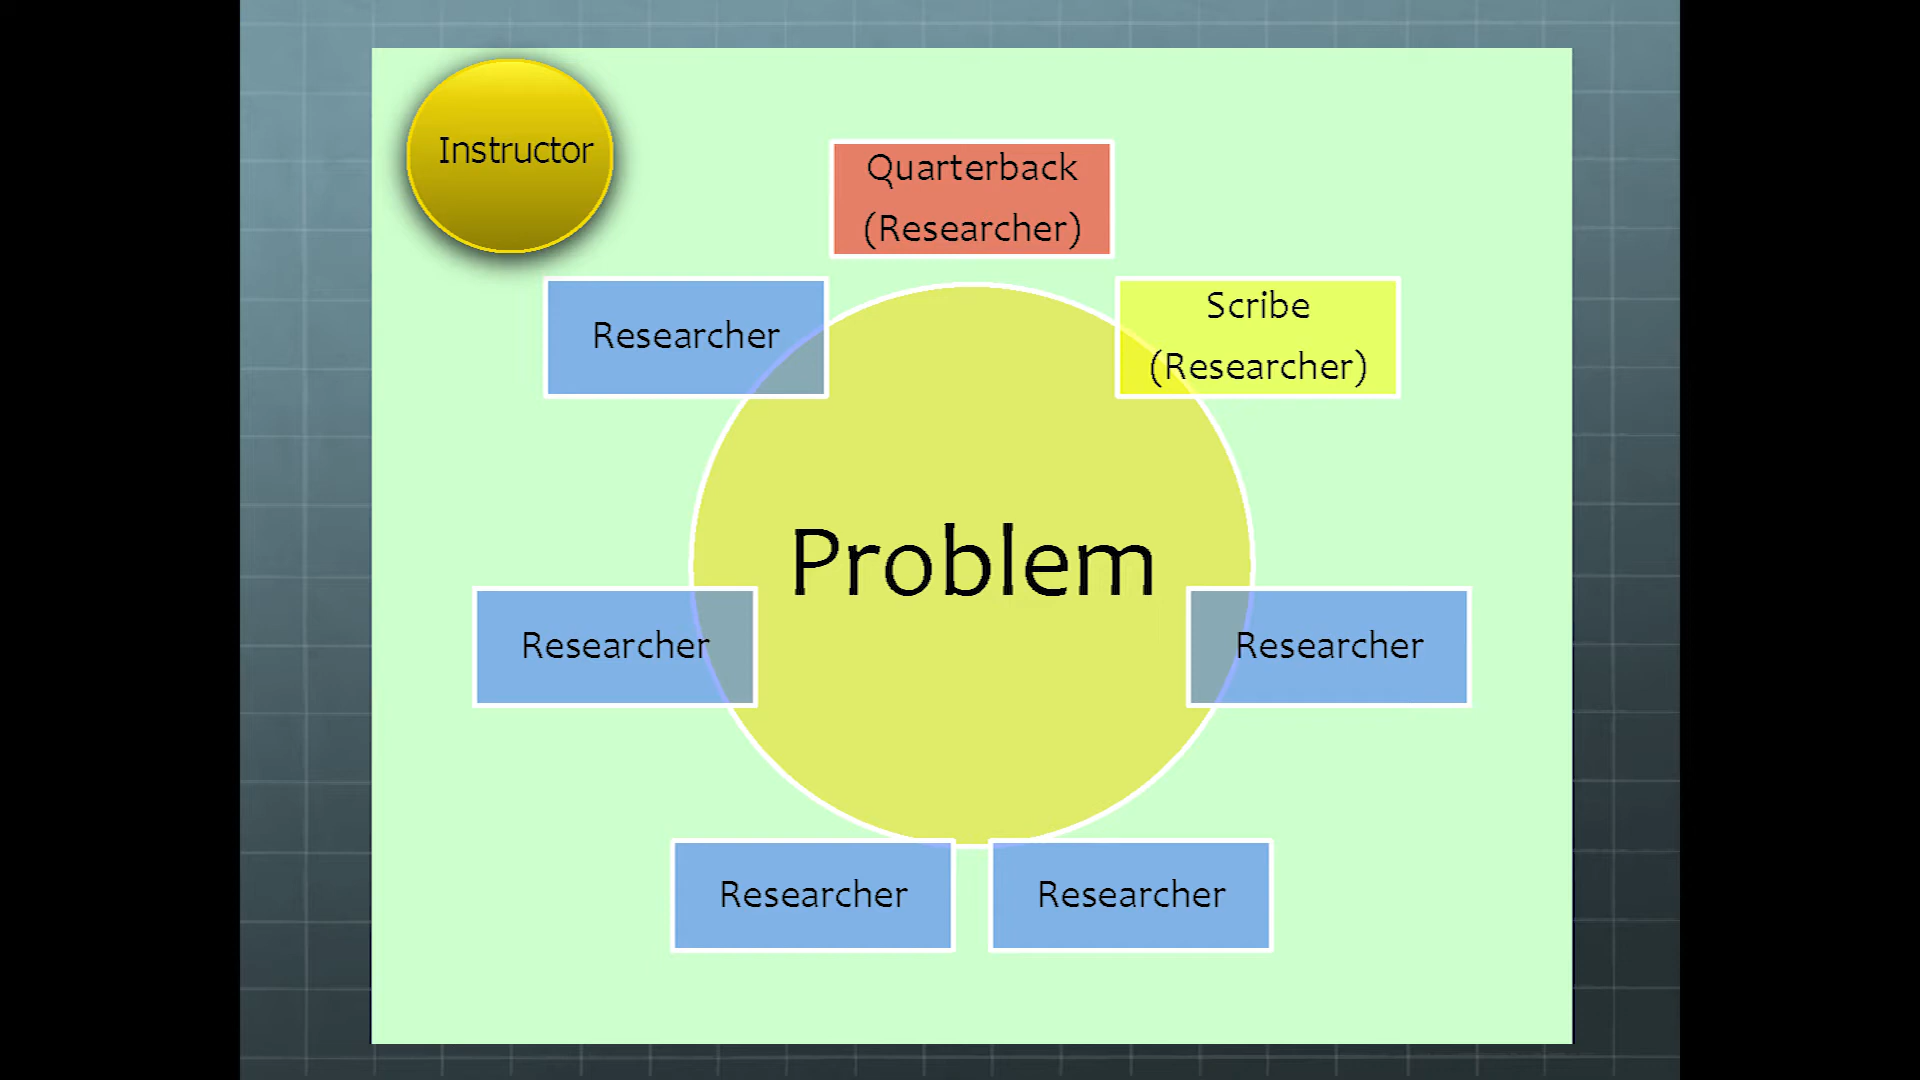 Instructor
Quarterback
(Researcher)
Researcher
Scribe
(Researcher)
Problem
Researcher
Researcher
Researcher
Researcher